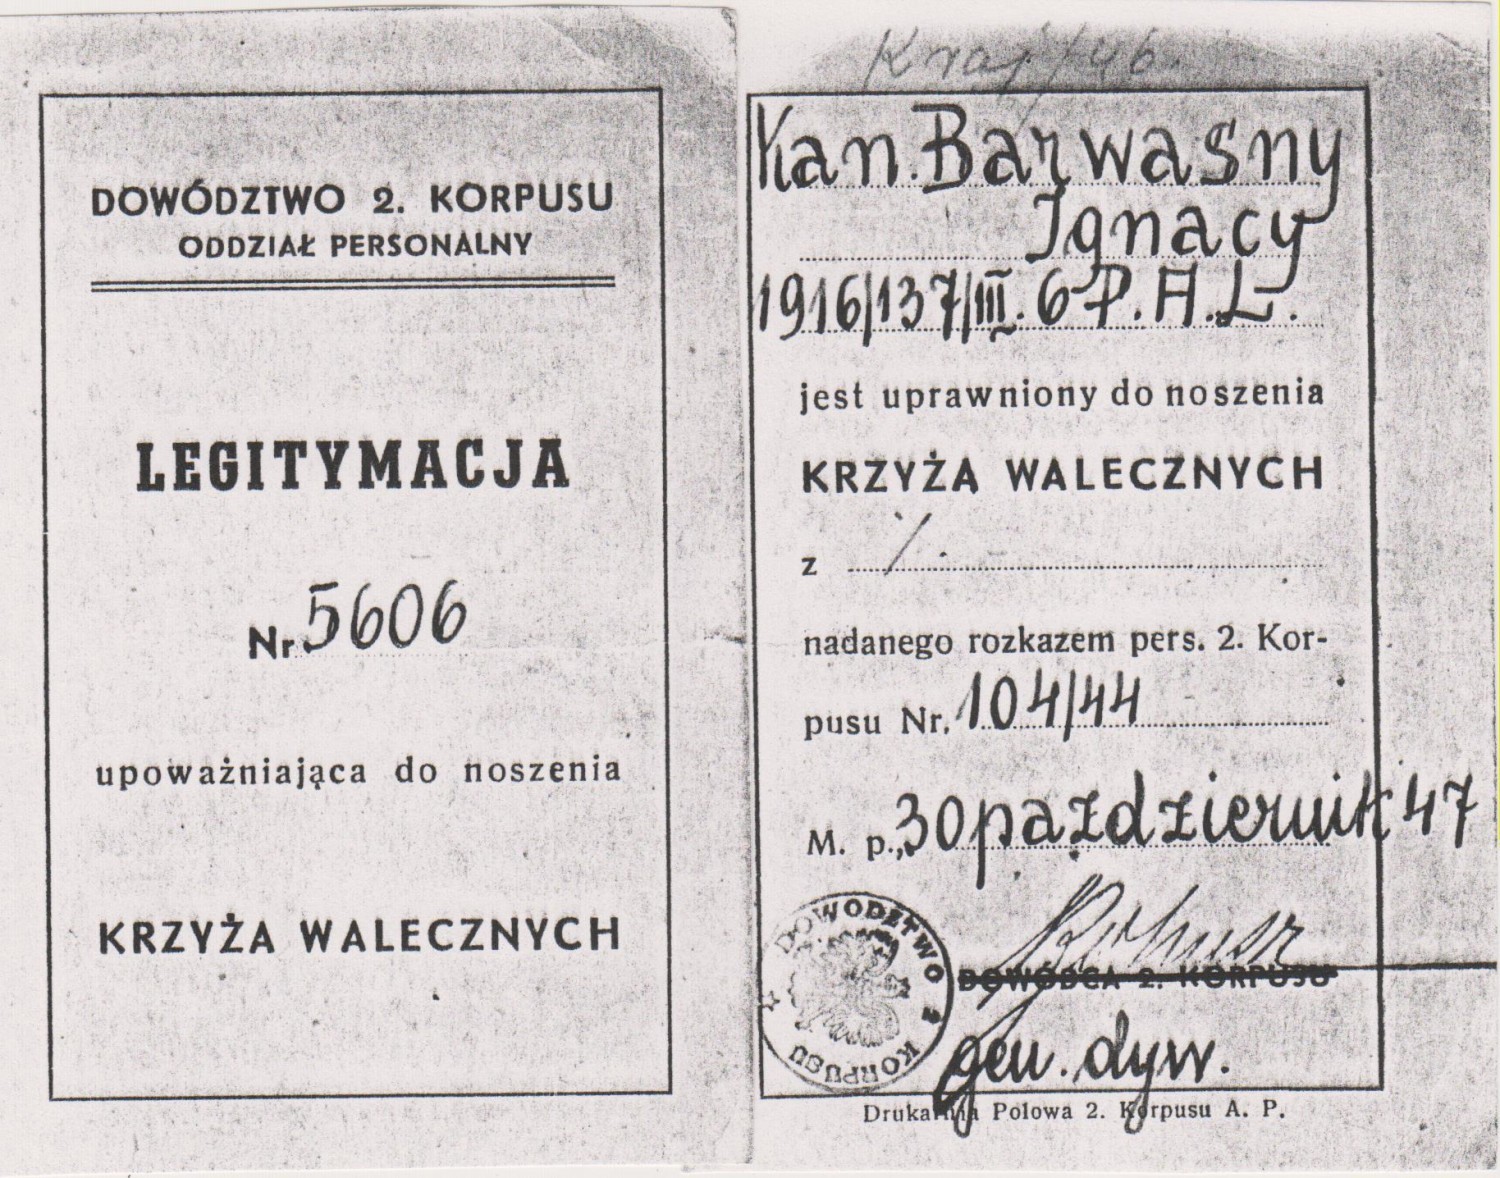 DOWÓDZTWO 2. KORPUSU
ODDZIAŁ PERSONALNY
LEGITYMACJA
Nr 5606
upoważniająca do noszenia
KRZYŻA WALECZNYCH
Kraj/46.
Kan. Barwaśny
Ignacy
1916/137/III. 6 P.A.L.
jest uprawniony do noszenia
KRZYŻA WALECZNYCH
z /.
nadanego rozkazem pers. 2. Kor-
pusu Nr. 104/44
M. p., 30 październik 47
DOWÓDZTWO 2 KORPUSU
DOWÓDCA 2. KORPUSU
gen. dyw.
Drukarnia Polowa 2. Korpusu A. P.